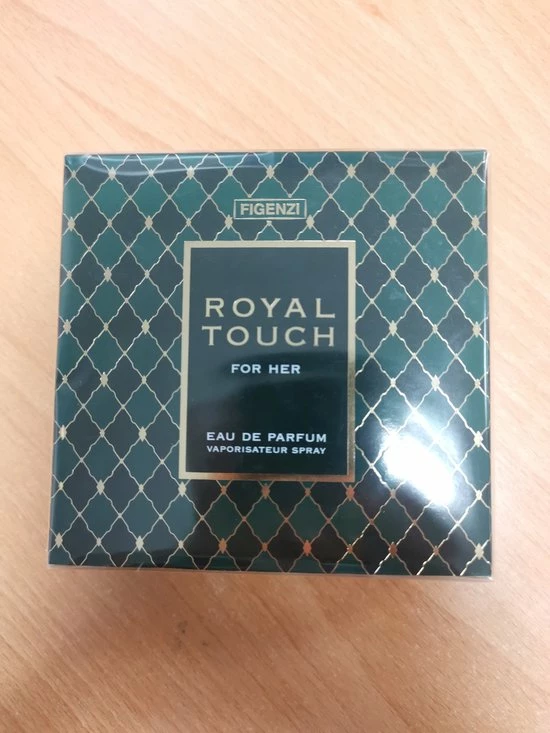 FIGENZI
ROYAL
TOUCH
FOR HER
EAU DE PARFUM
VAPORISATEUR SPRAY